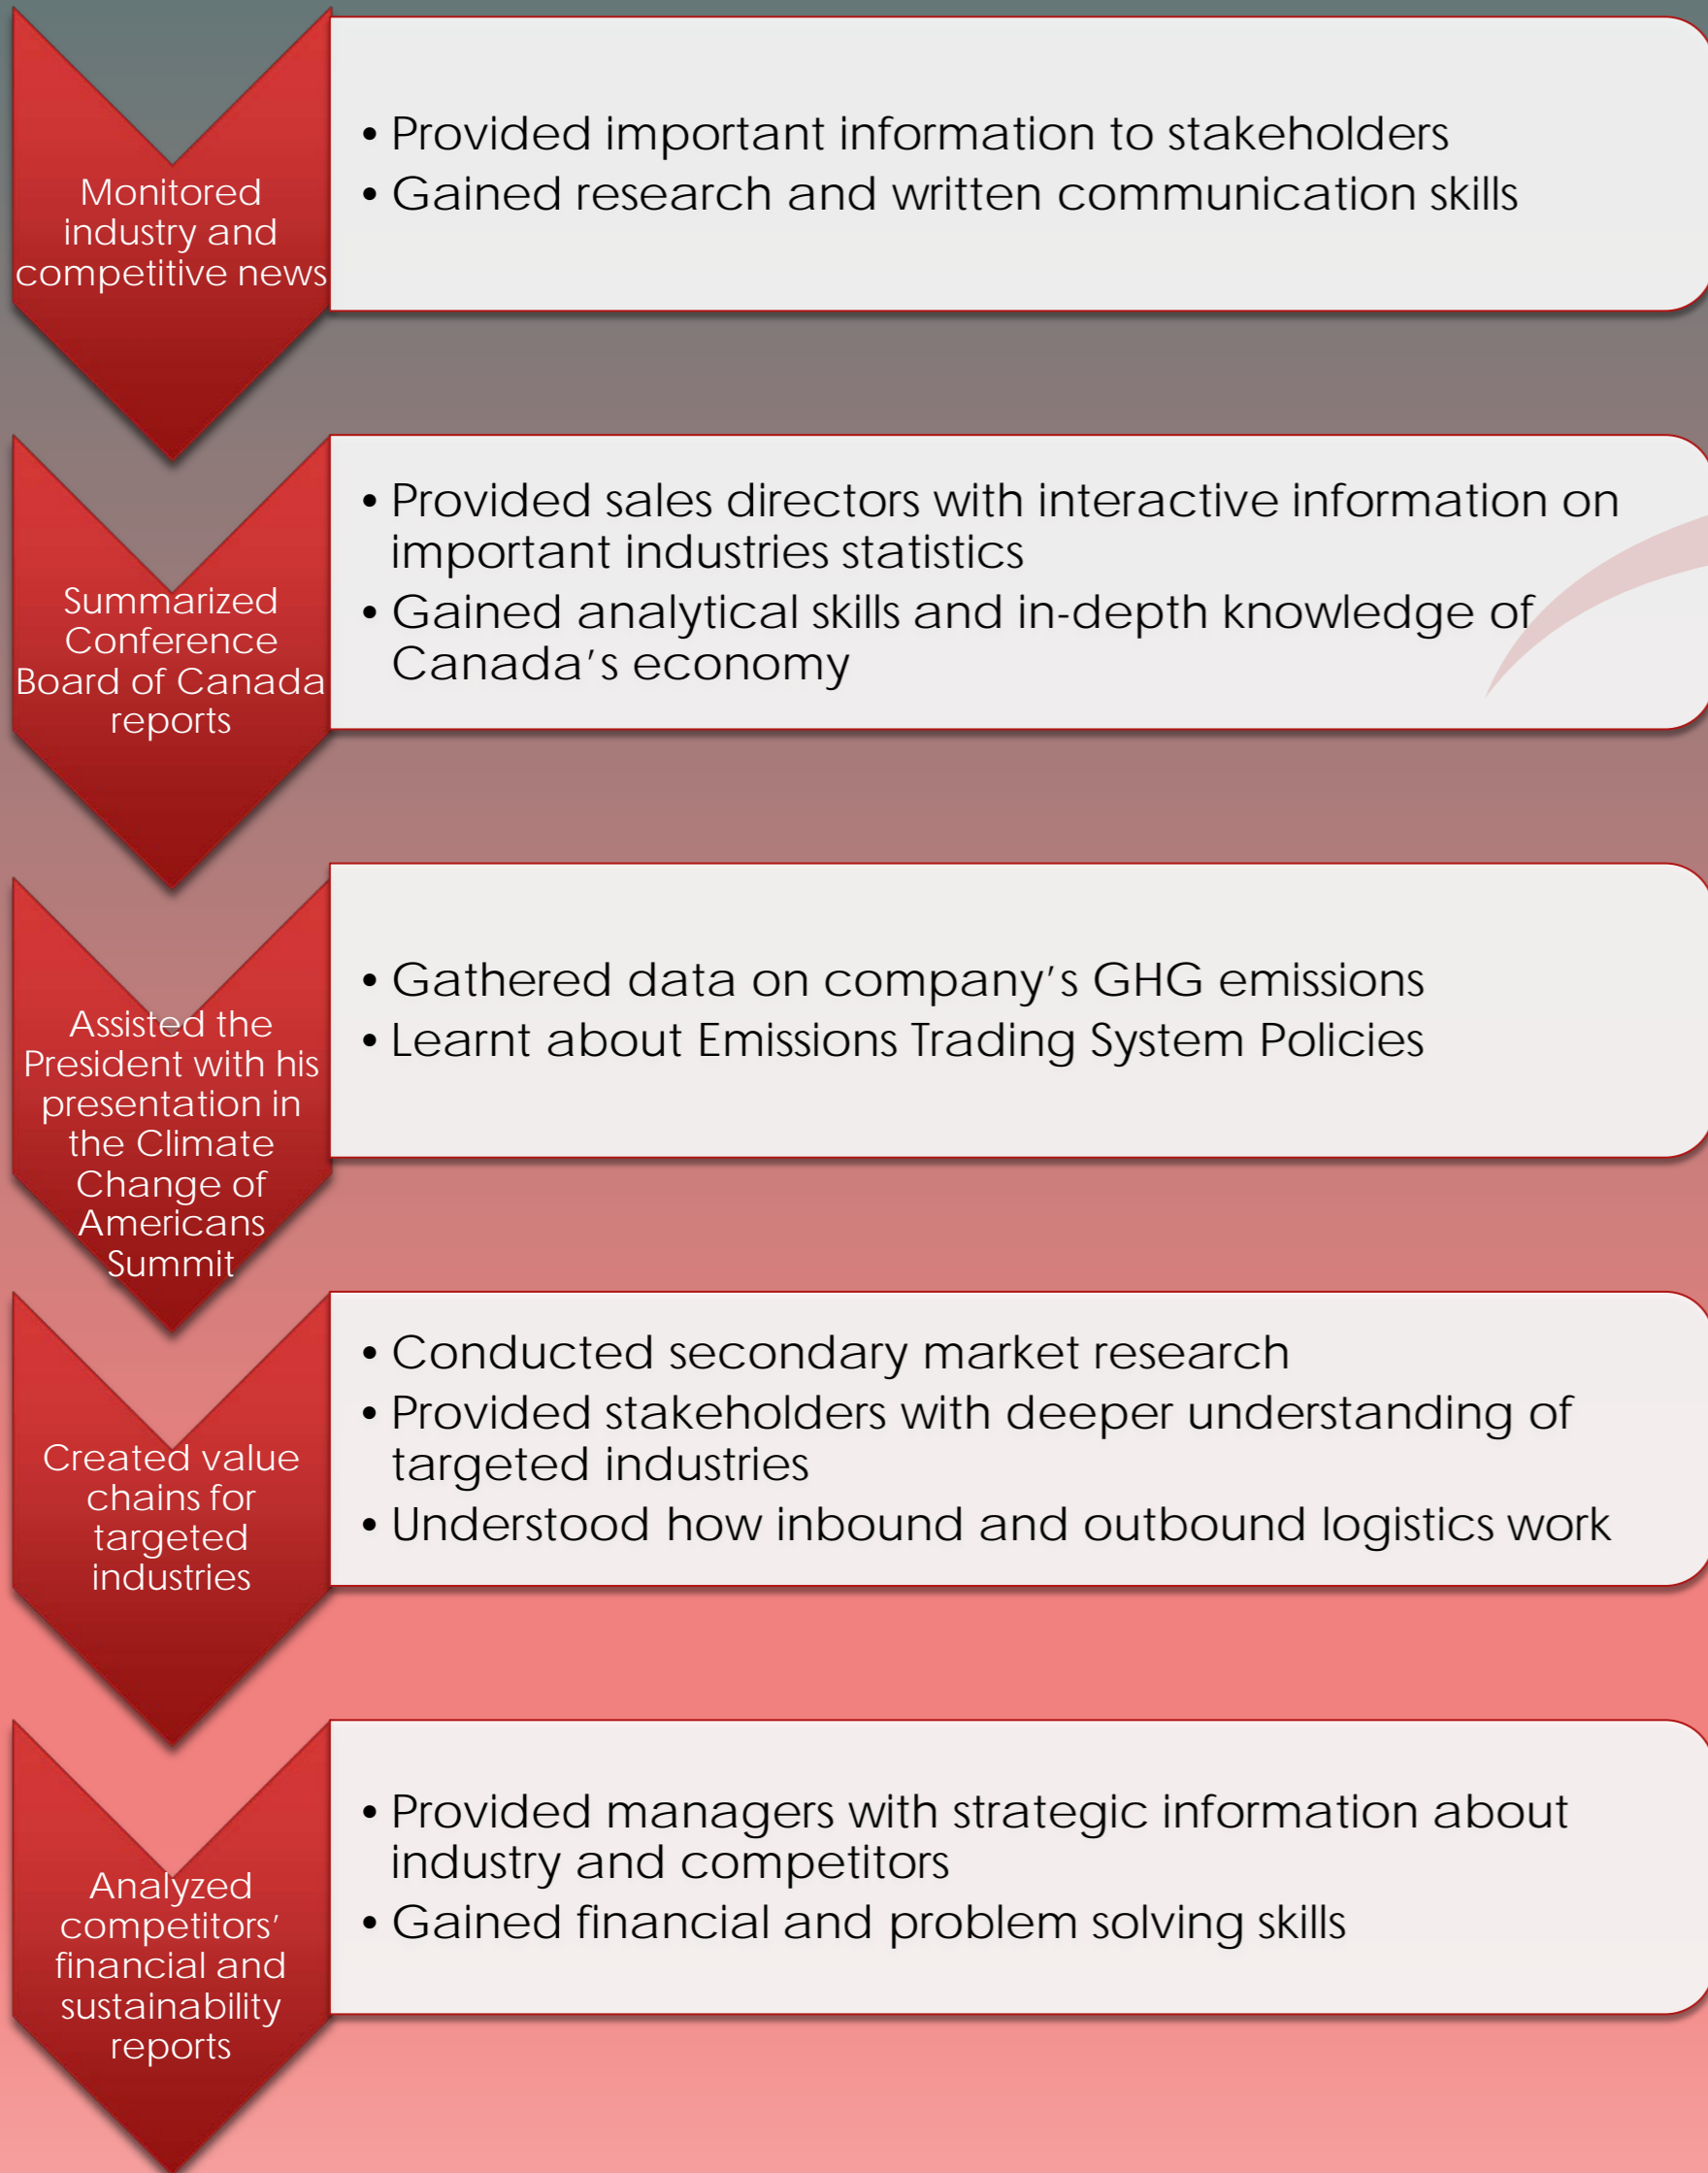 Monitored
industry and
competitive news
• Provided important information to stakeholders
• Gained research and written communication skills
Summarized
Conference
Board of Canada
reports
• Provided sales directors with interactive information on
important industries statistics
• Gained analytical skills and in-depth knowledge of
Canada's economy
Assisted the
President with his
presentation in
the Climate
Change of
Americans
Summit
• Gathered data on company's GHG emissions
• Learnt about Emissions Trading System Policies
Created value
chains for
targeted
industries
• Conducted secondary market research
• Provided stakeholders with deeper understanding of
targeted industries
• Understood how inbound and outbound logistics work
Analyzed
competitors'
financial and
sustainability
reports
• Provided managers with strategic information about
industry and competitors
• Gained financial and problem solving skills